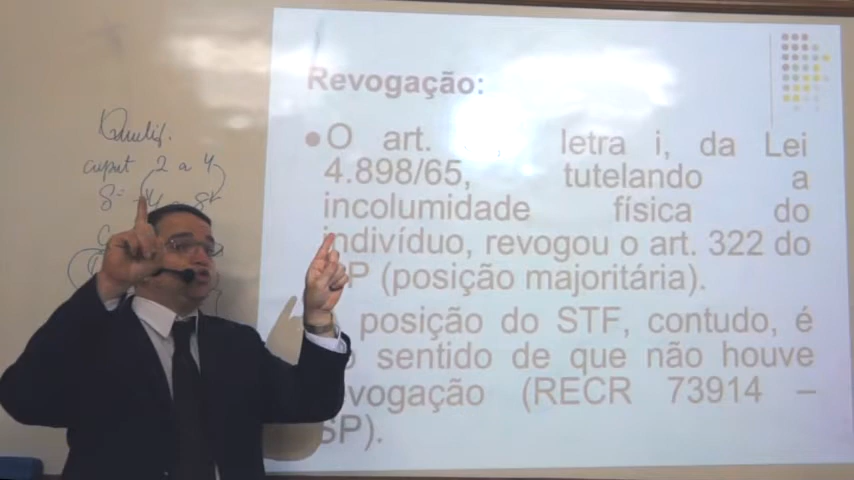 Revogação:
O art. letra i, da Lei
4.898/65, tutelando a
incolumidade física do
indivíduo, revogou o art. 322 do
P (posição majoritária).
posição do STF, contudo, é
sentido de que não houve
vogação (RECR 73914 –
SP).
Qualif.
caput 2 a 4